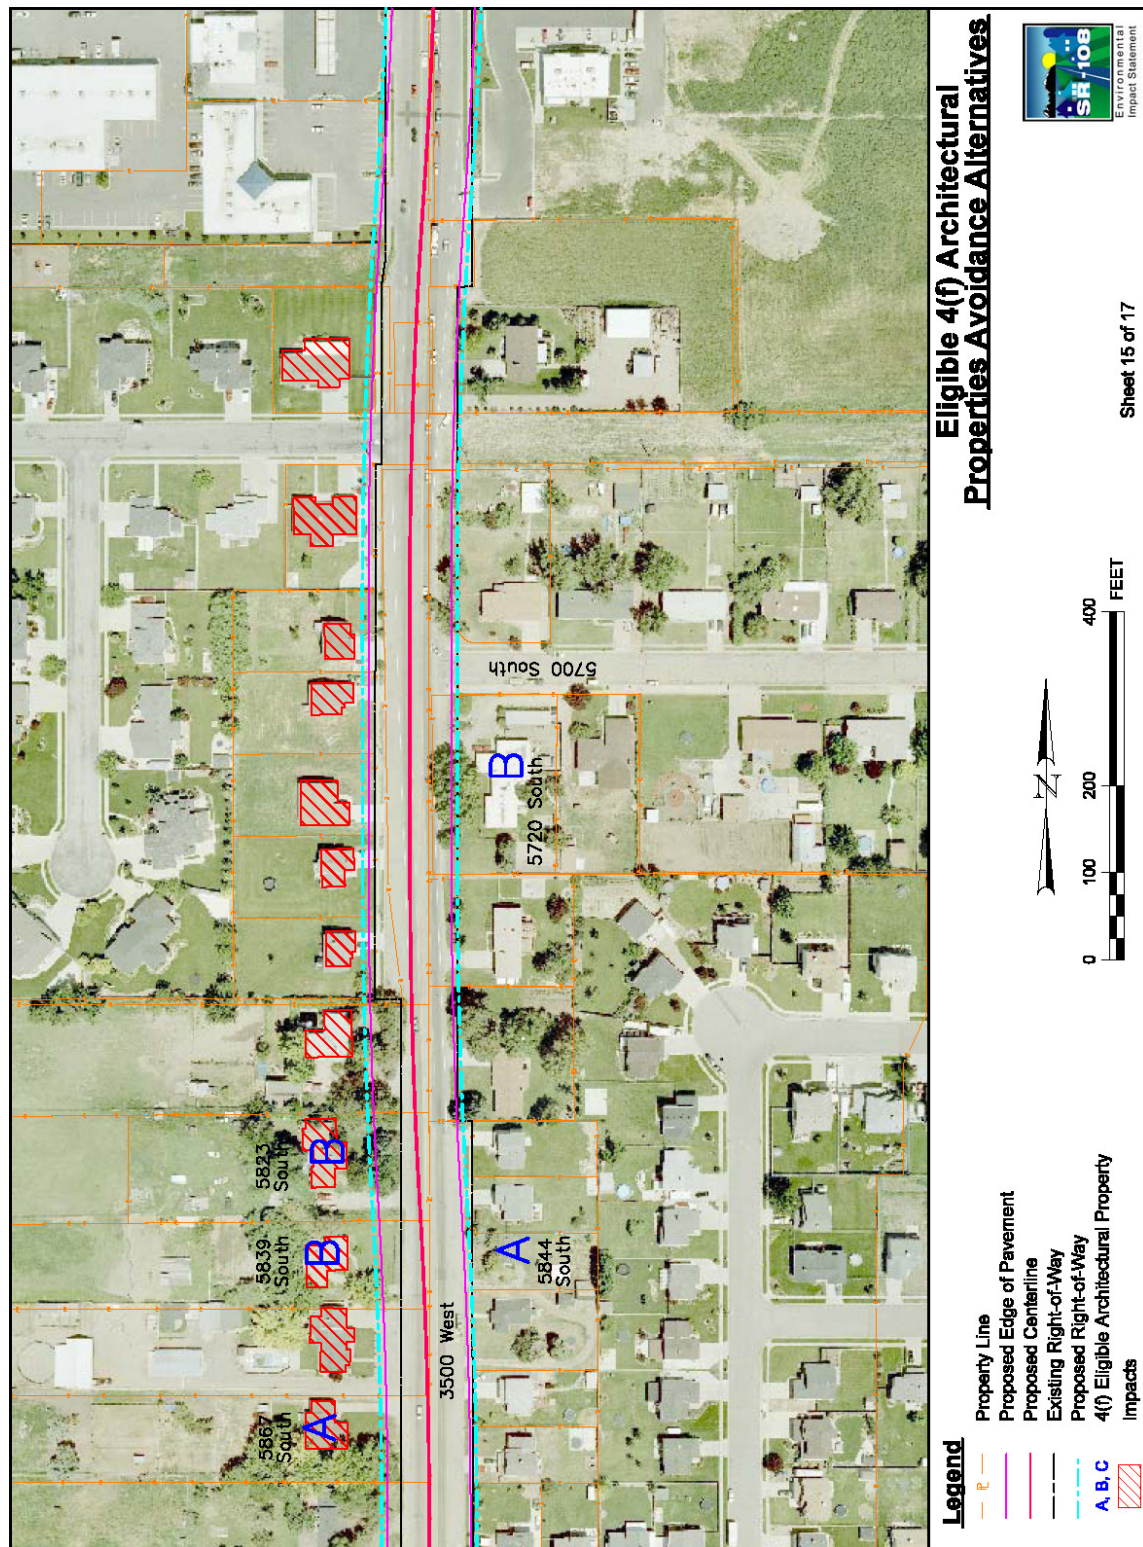 Eligible 4(f) Architectural
Properties Avoidance Alternatives
SR-108
Environmental
Impact Statement
Sheet 15 of 17
5700 South
B
5720 South
5823
South
B
5839
South
B
A
5844
South
5867
South
A
3500 West
N
0
100
200
400
FEET
Legend
P Property Line
Proposed Edge of Pavement
Proposed Centerline
Existing Right-of-Way
Proposed Right-of-Way
A, B, C 4(f) Eligible Architectural Property
Impacts